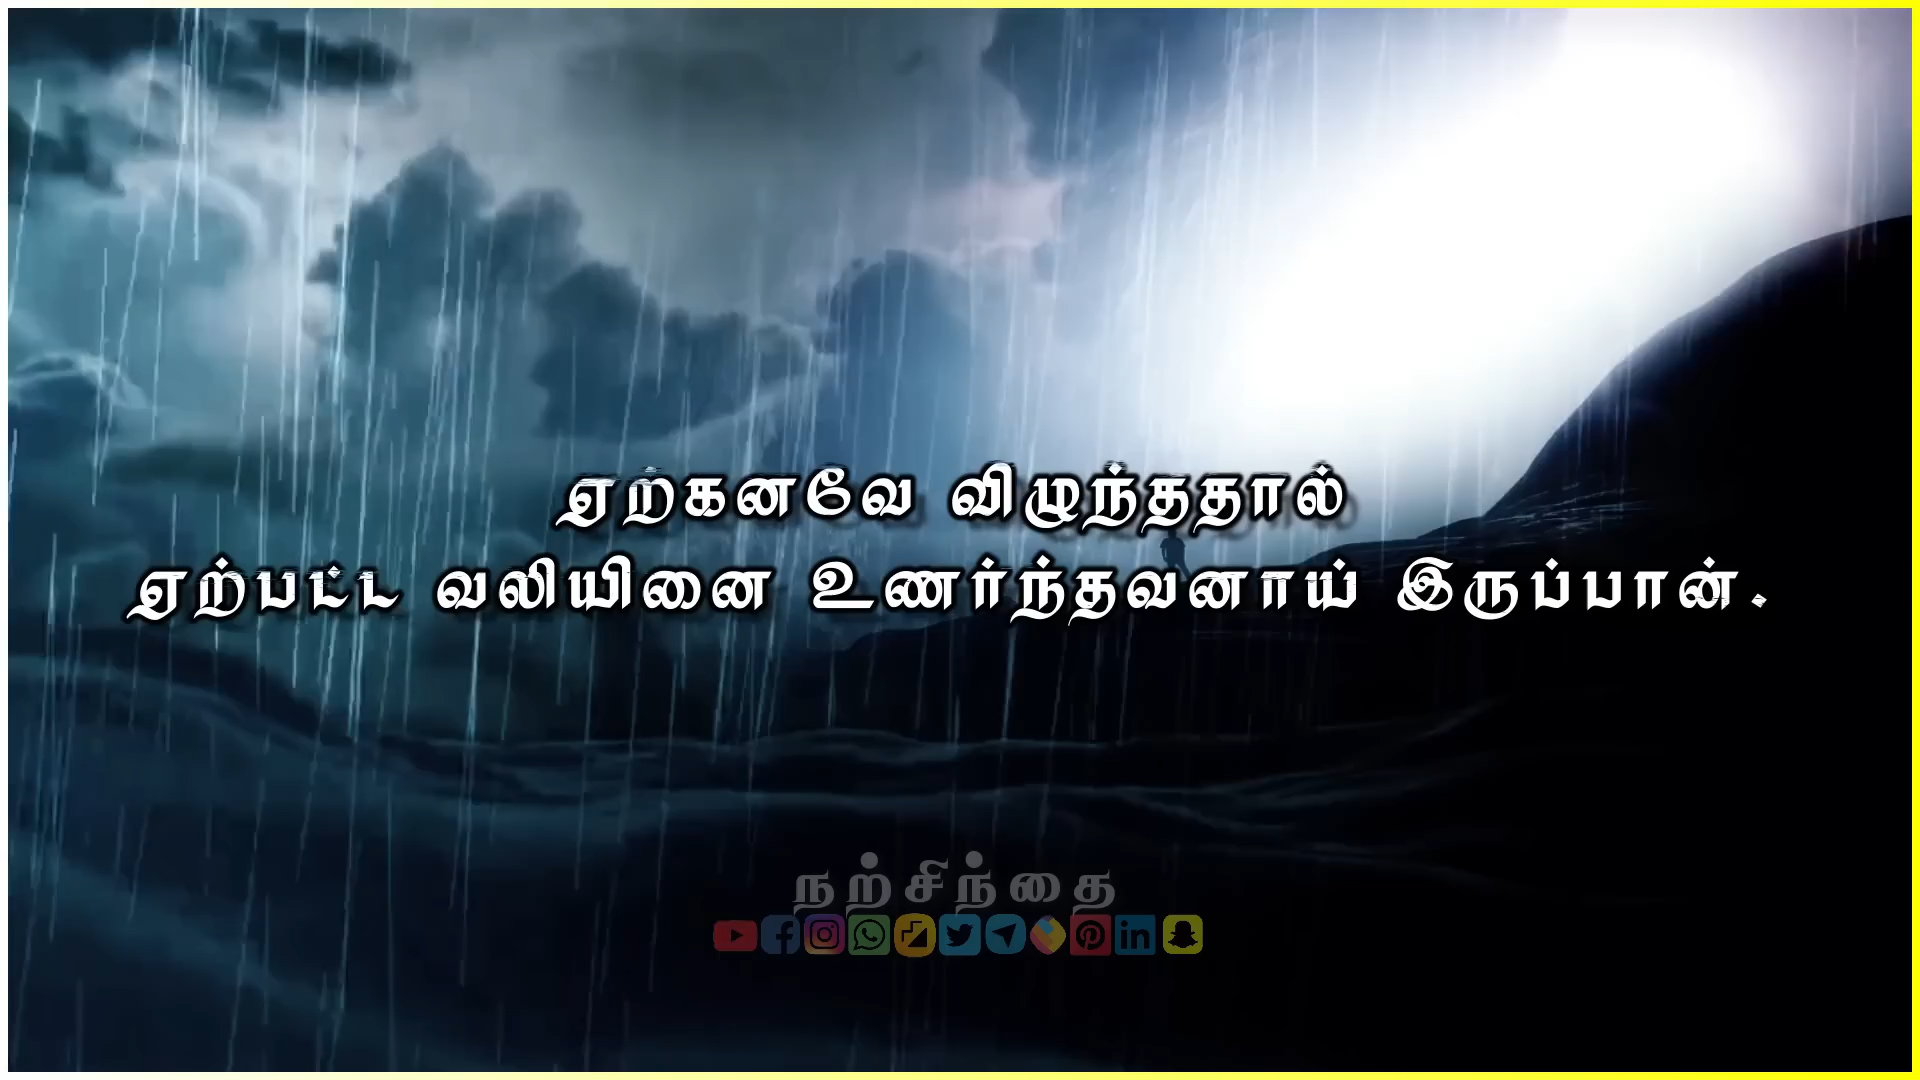 ஏற்கனவே விழுந்ததால்
ஏற்பட்ட வலியினை உணர்ந்தவனாய் இருப்பான்.
நற்சிந்தை